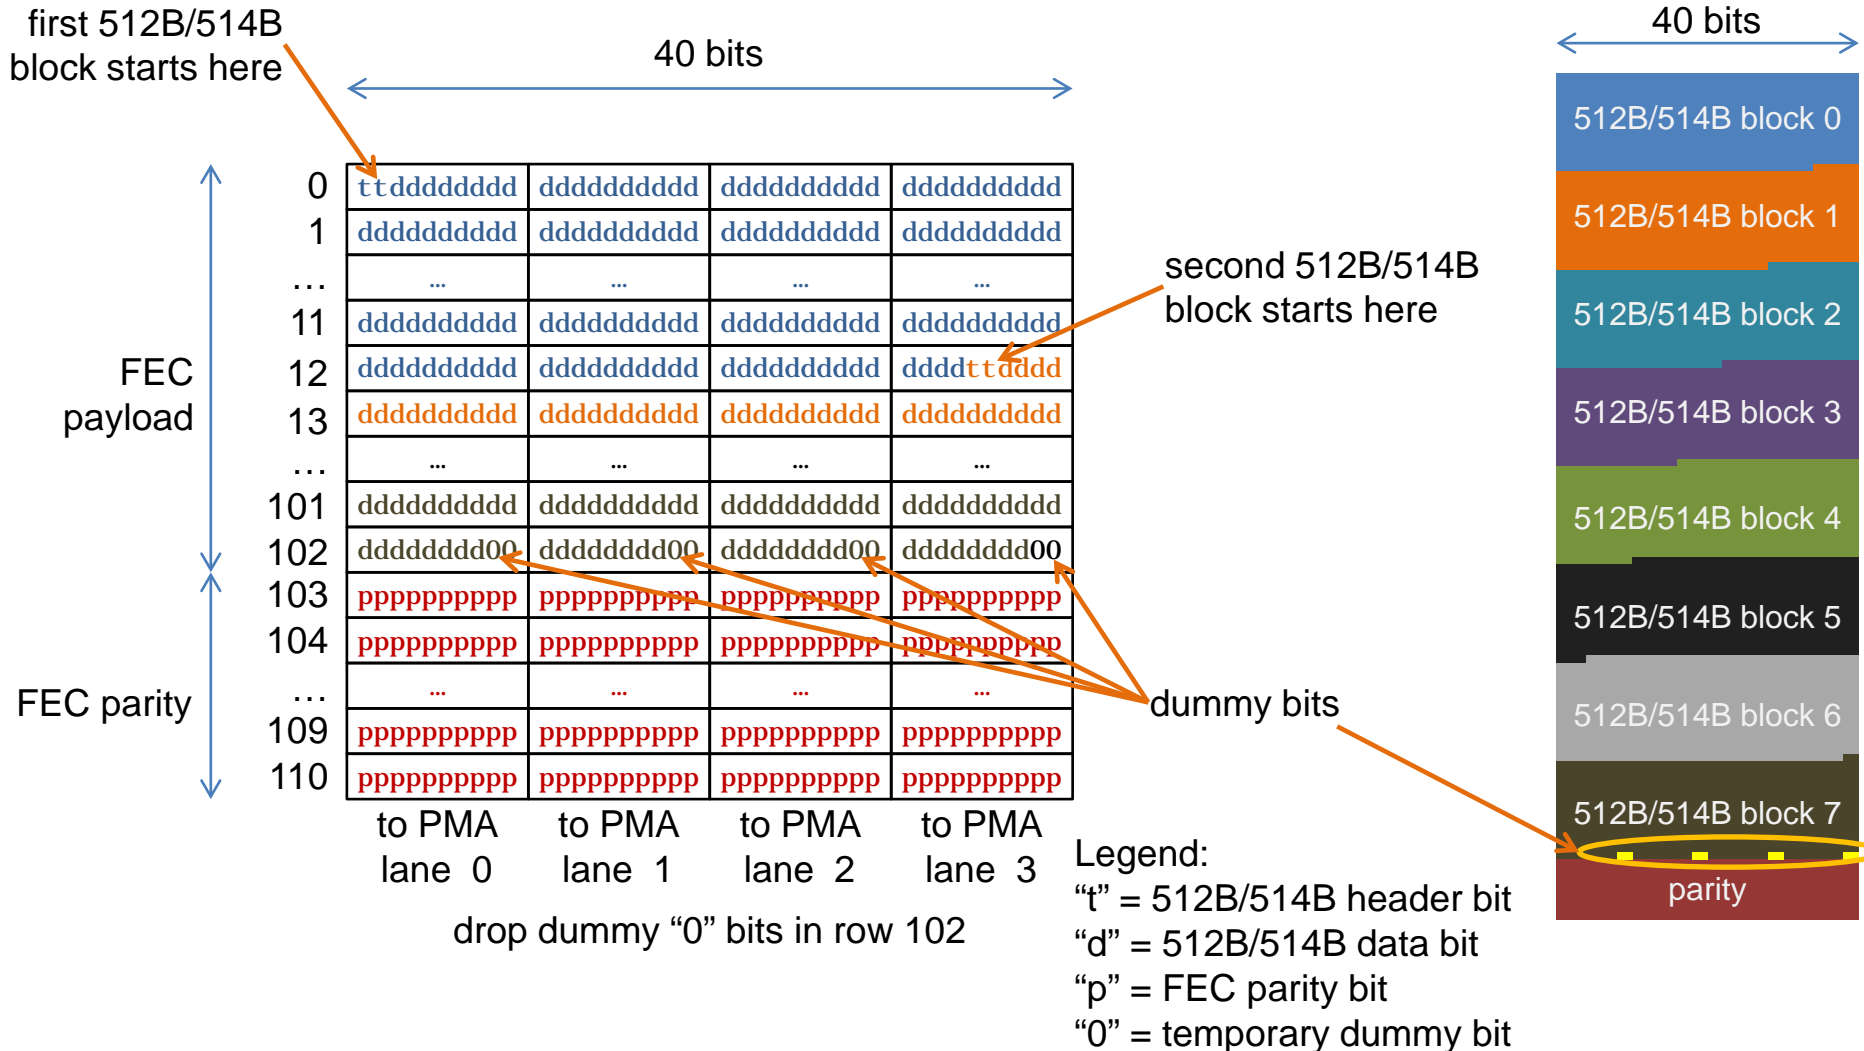 first 512B/514B
block starts here
40 bits
0 ttdddddddd dddddddddd dddddddddd dddddddddd
1 dddddddddd dddddddddd dddddddddd dddddddddd
... ... ... ... ...
11 dddddddddd dddddddddd dddddddddd dddddddddd
12 dddddddddd dddddddddd dddddddddd ddddttdddd
13 dddddddddd dddddddddd dddddddddd dddddddddd
... ... ... ... ...
101 dddddddddd dddddddddd dddddddddd dddddddddd
102 dddddddd00 dddddddd00 dddddddd00 dddddddd00
103 pppppppppp pppppppppp pppppppppp pppppppppp
104 pppppppppp pppppppppp pppppppppp pppppppppp
... ... ... ... ...
109 pppppppppp pppppppppp pppppppppp pppppppppp
110 pppppppppp pppppppppp pppppppppp pppppppppp
FEC
payload
FEC parity
to PMA
lane 0
to PMA
lane 1
to PMA
lane 2
to PMA
lane 3
drop dummy “0” bits in row 102
second 512B/514B
block starts here
dummy bits
Legend:
“t” = 512B/514B header bit
“d” = 512B/514B data bit
“p” = FEC parity bit
“0” = temporary dummy bit
40 bits
512B/514B block 0
512B/514B block 1
512B/514B block 2
512B/514B block 3
512B/514B block 4
512B/514B block 5
512B/514B block 6
512B/514B block 7
parity